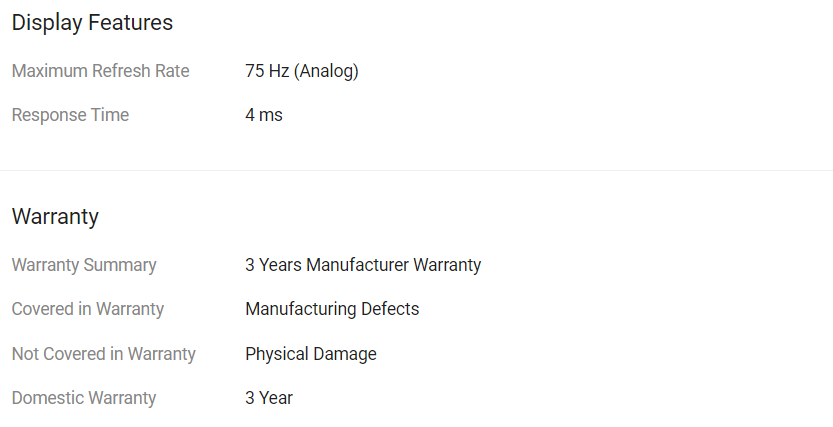 Display Features
Maximum Refresh Rate 75 Hz (Analog)
Response Time 4 ms
Warranty
Warranty Summary 3 Years Manufacturer Warranty
Covered in Warranty Manufacturing Defects
Not Covered in Warranty Physical Damage
Domestic Warranty 3 Year